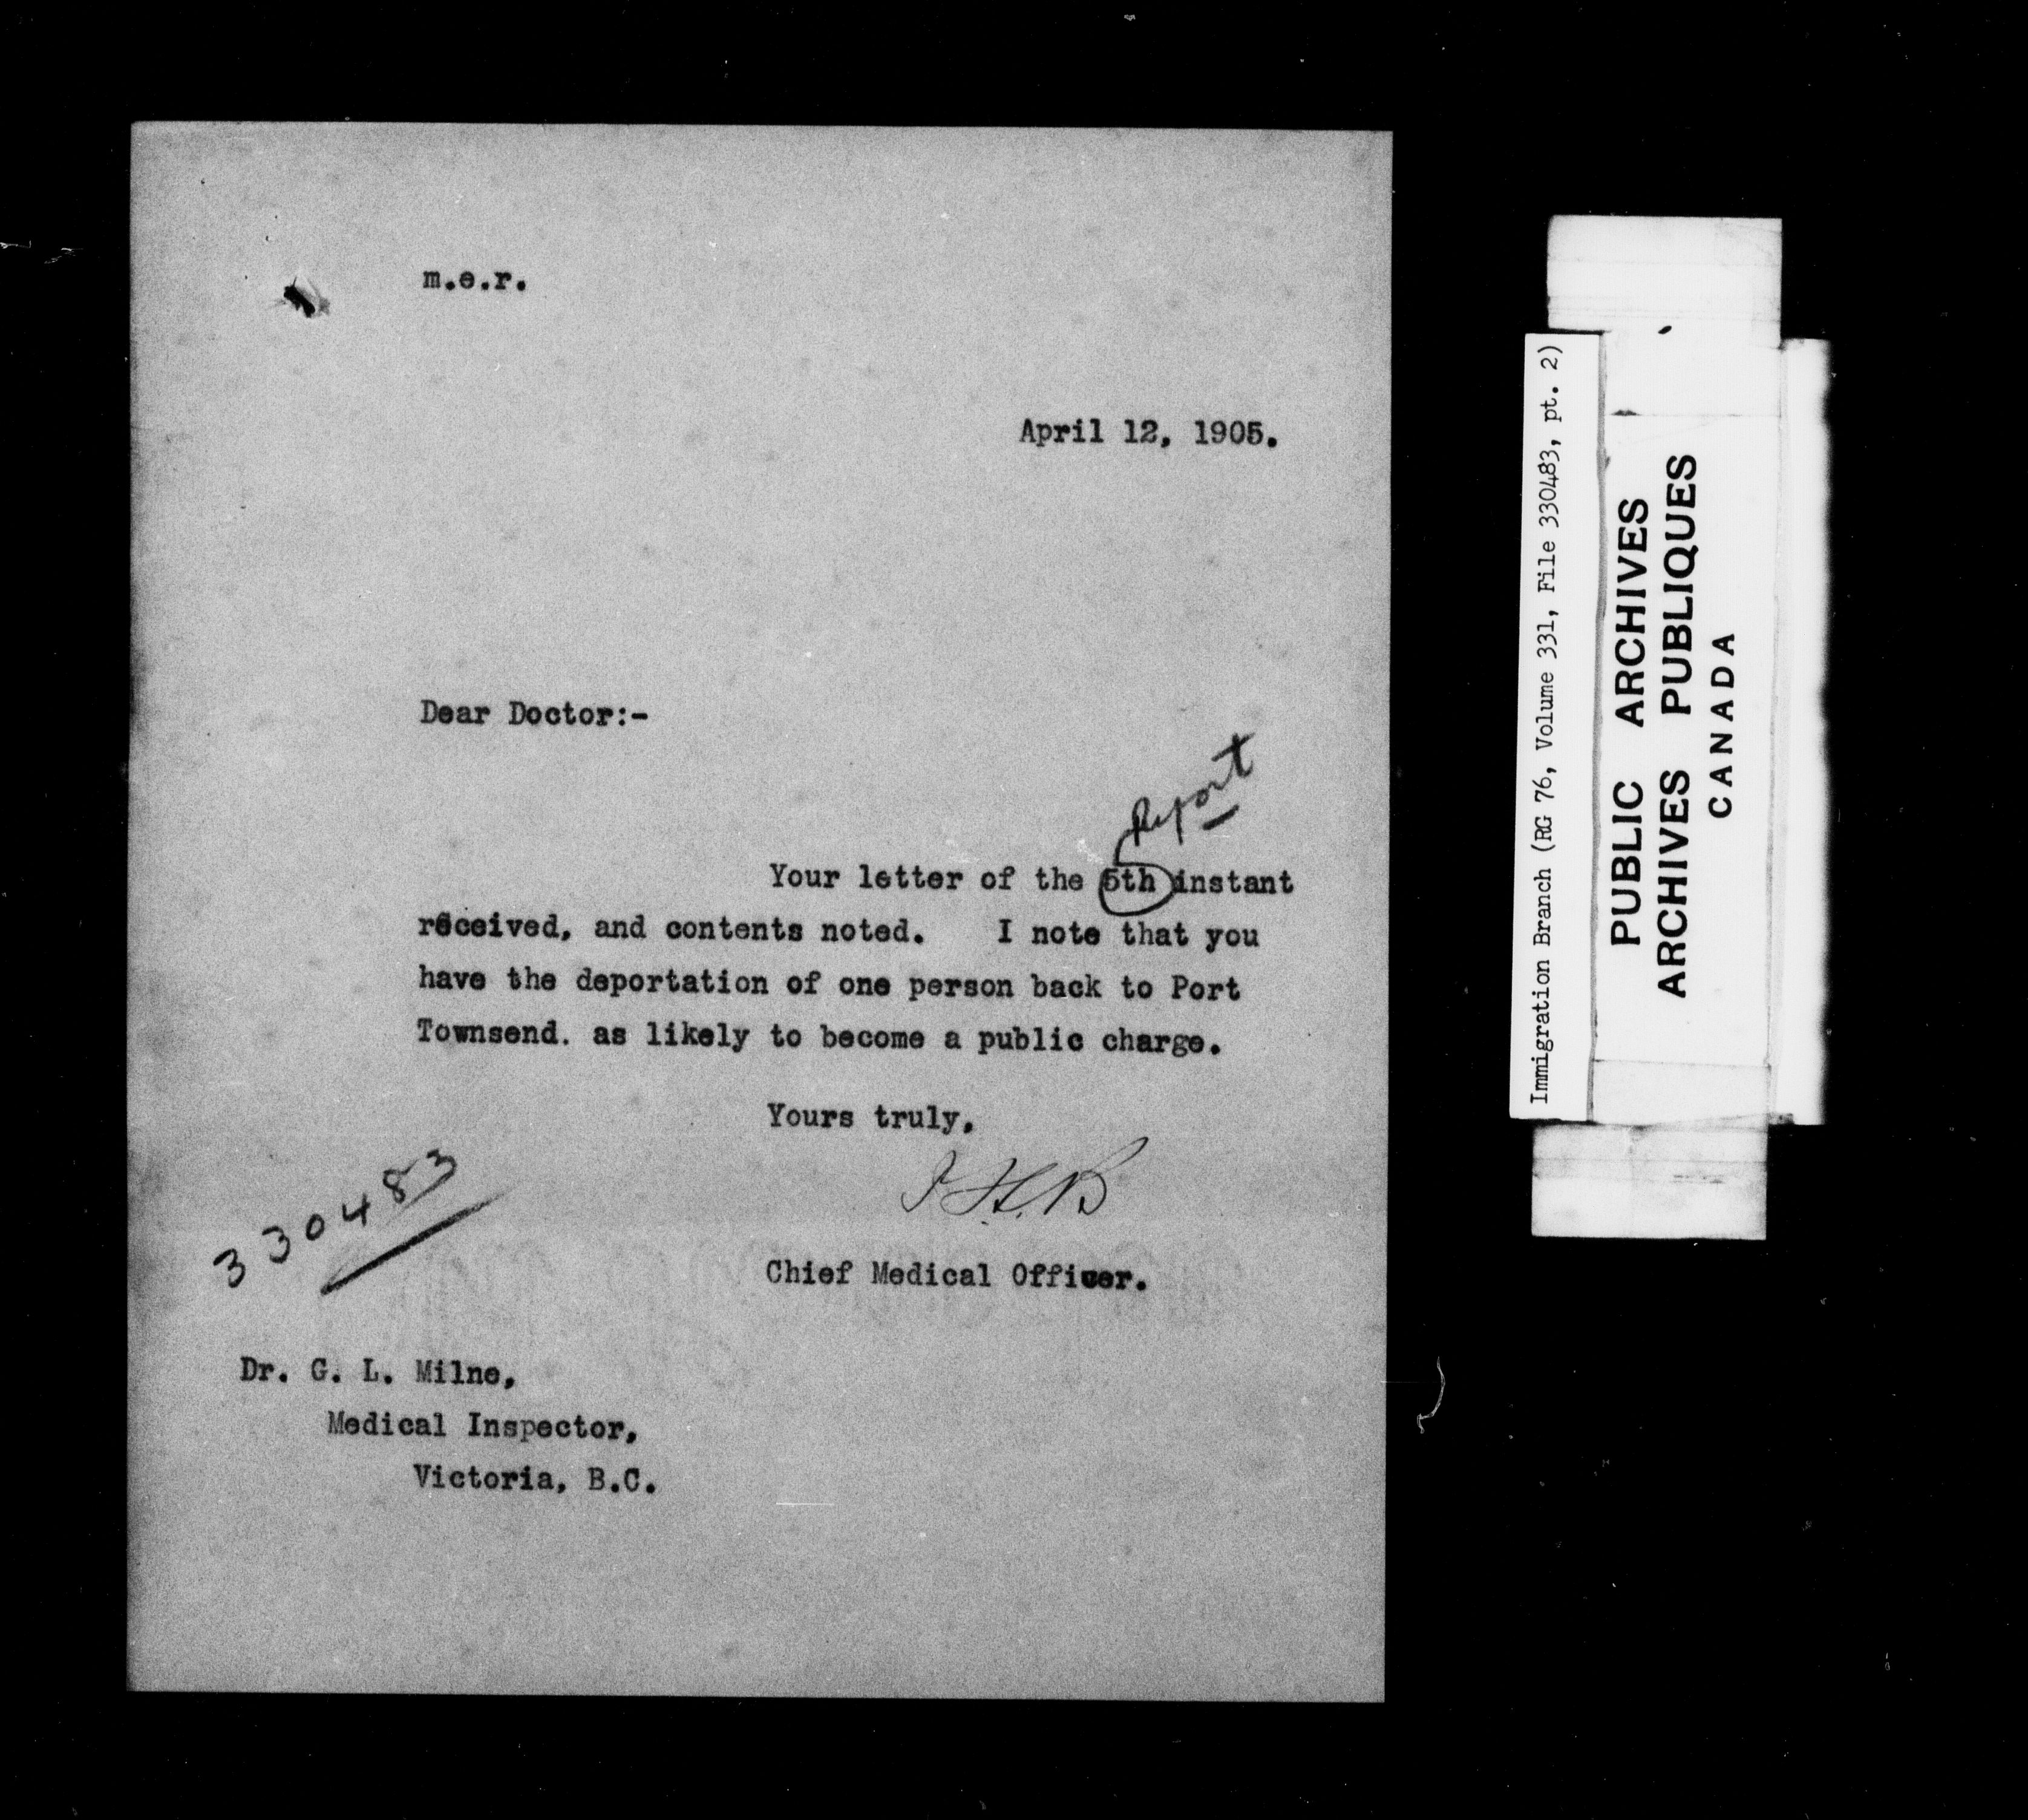 m.e.r.
April 12, 1905.
Dear Doctor:-
Report
Your letter of the 5th instant
received, and contents noted. I note that you
have the deportation of one person back to Port
Townsend. as likely to become a public charge.
Yours truly,
P.H.B
Chief Medical Officer.
330483
Dr. G. L. Milne,
Medical Inspector,
Victoria, B.C.
Immigration Branch (RG 76, Volume 331, File 330483, pt. 2)
PUBLIC ARCHIVES
ARCHIVES PUBLIQUES
CANADA